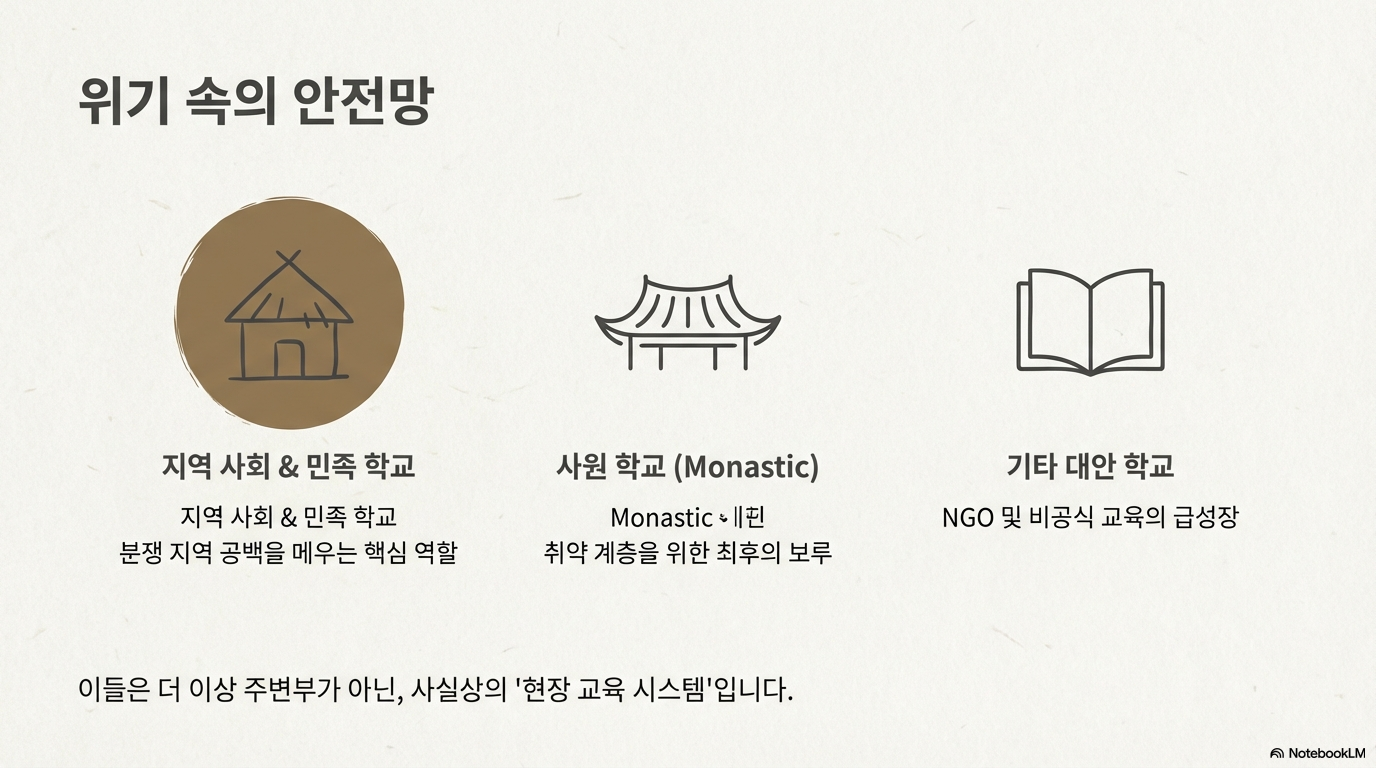 위기 속의 안전망
지역 사회 & 민족 학교
지역 사회 & 민족 학교
분쟁 지역 공백을 메우는 핵심 역할
사원 학교 (Monastic)
Monastic
취약 계층을 위한 최후의 보루
기타 대안 학교
NGO 및 비공식 교육의 급성장
이들은 더 이상 주변부가 아닌, 사실상의 '현장 교육 시스템'입니다.
NotebookLM